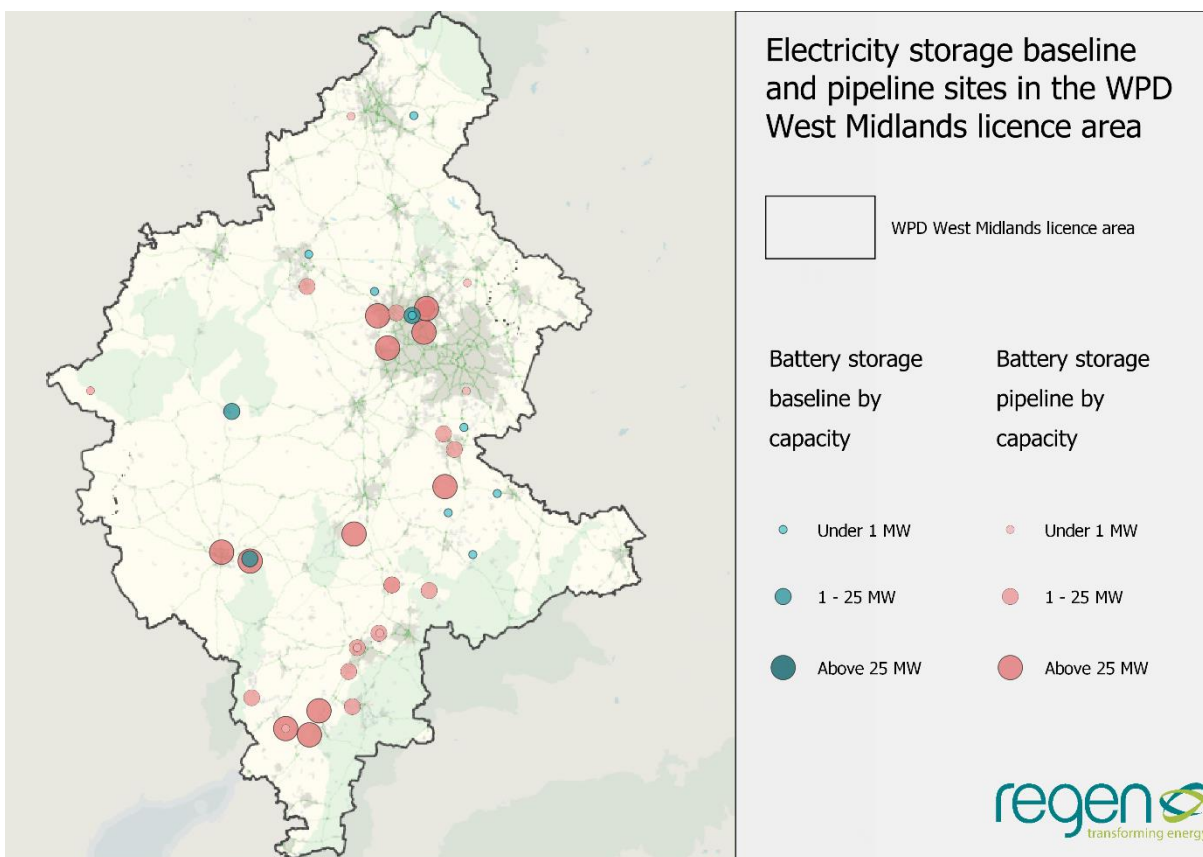 Electricity storage baseline
and pipeline sites in the WPD
West Midlands licence area
WPD West Midlands licence area
Battery storage
baseline by
capacity
Battery storage
pipeline by
capacity
Under 1 MW
Under 1 MW
1 - 25 MW
1 - 25 MW
Above 25 MW
Above 25 MW
regen
transforming energy